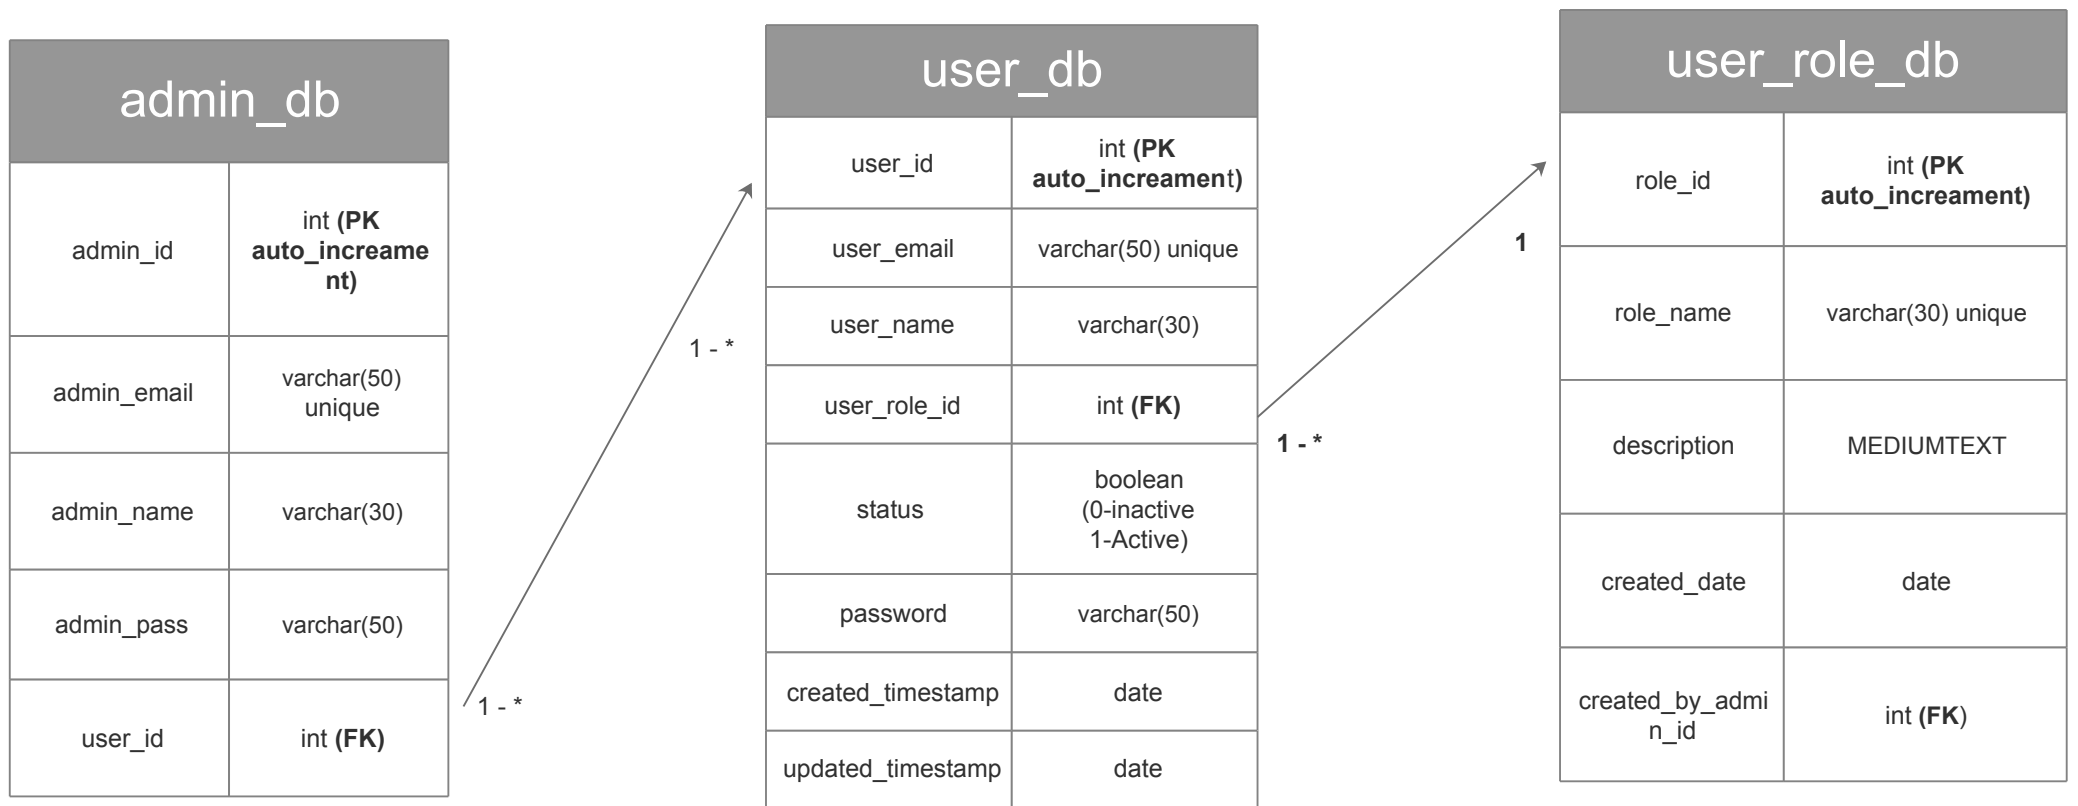 admin_db
admin_id
int (PK
auto_increame
nt)
admin_email
varchar(50)
unique
admin_name
varchar(30)
admin_pass
varchar(50)
user_id
int (FK)
1 - *
1 - *
user_db
user_id
int (PK
auto_increament)
user_email
varchar(50) unique
user_name
varchar(30)
user_role_id
int (FK)
status
boolean
(0-inactive
1-Active)
password
varchar(50)
created_timestamp
date
updated_timestamp
date
1 - *
1
user_role_db
role_id
int (PK
auto_increament)
role_name
varchar(30) unique
description
MEDIUMTEXT
created_date
date
created_by_admi
n_id
int (FK)